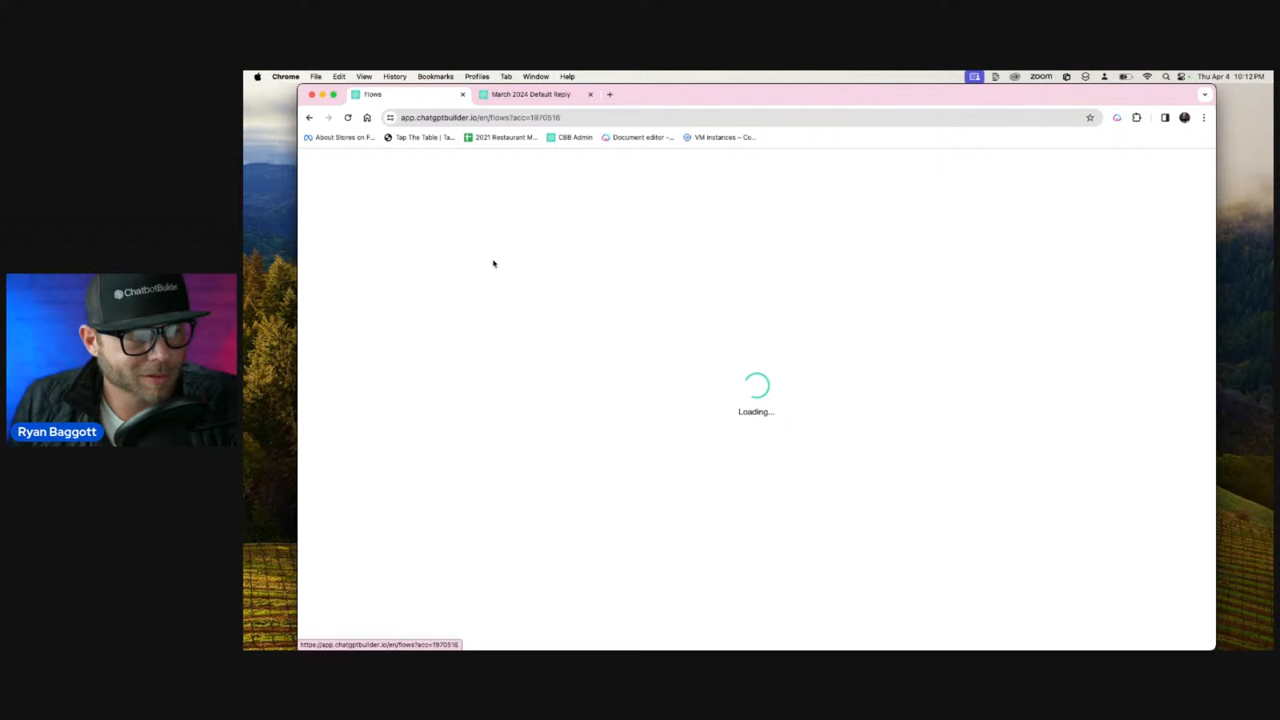 Chrome File Edit View History Bookmarks Profiles Tab Window Help zoom Thu Apr 4 10:12 PM
Flows March 2024 Default Reply
app.chatgptbuilder.io/en/flows?acc=1970516
About Stores on F... Tap The Table | Ta... 2021 Restaurant M... CBB Admin Document editor -... VM instances – Co...
ChatbotBuilder
Loading...
Ryan Baggott
https://app.chatgptbuilder.io/en/flows?acc=1970516